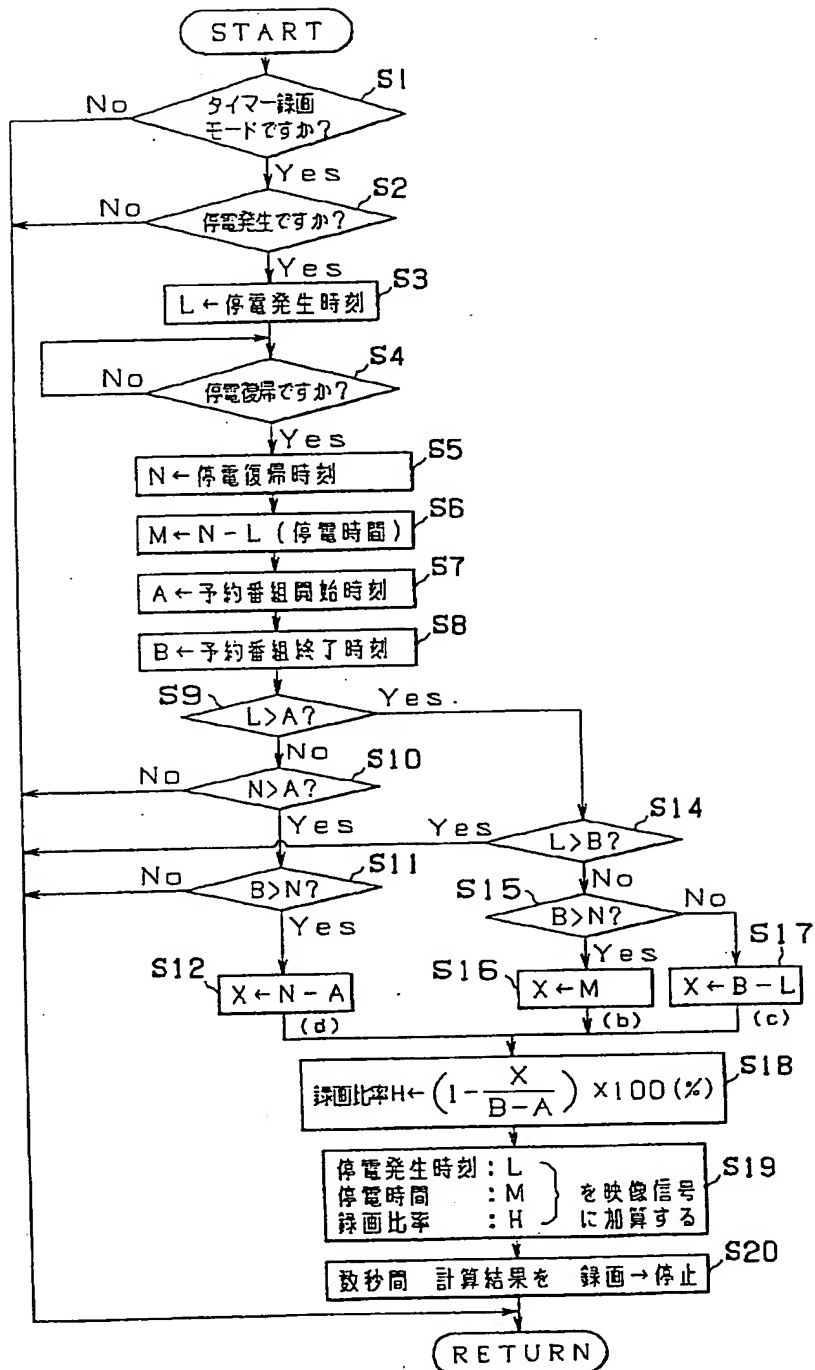 START
S1
No
タイマー録画
モードですか?
Yes
S2
No
停電発生ですか?
Yes
S3
L←停電発生時刻
S4
No
停電復帰ですか?
Yes
S5
N←停電復帰時刻
S6
M←N-L (停電時間)
S7
A←予約番組開始時刻
S8
B←予約番組終了時刻
S9
L>A?
Yes.
No
S10
No
N>A?
Yes
S14
Yes
L>B?
No
S11
No
B>N?
Yes
S15
B>N?
No
Yes
S12
X←N-A
(d)
S16
X←M
(b)
S17
X←B-L
(c)
S18
録画比率H←(1-X/(B-A))×100(%)
S19
停電発生時刻:L
停電時間 :M を映像信号
録画比率 :H に加算する
S20
数秒間 計算結果を 録画→停止
RETURN